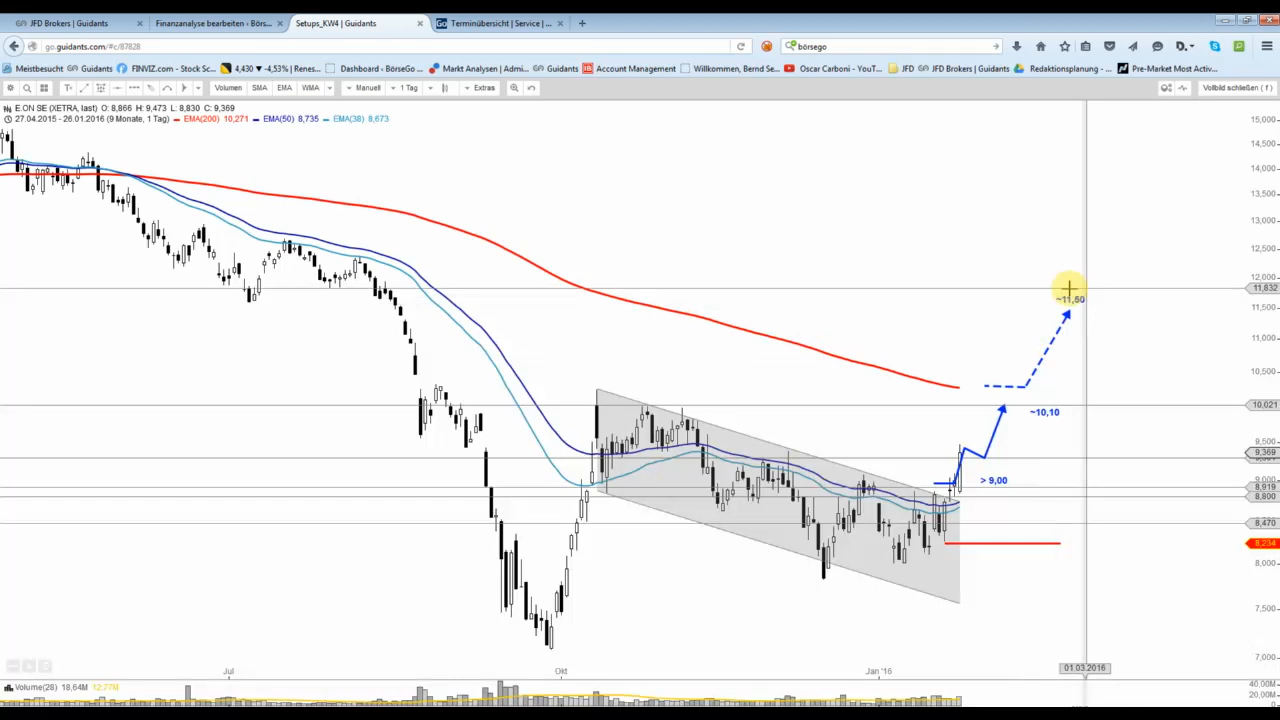 JFD Brokers | Guidants
Finanzanalyse bearbeiten ‹ Börs...
Setups_KW4 | Guidants
Terminübersicht | Service | ...
go.guidants.com/#c/87828
börsego
Meistbesucht
Guidants
FINVIZ.com - Stock Sc...
4,430 ▼ -4,53% | Renes...
Dashboard ‹ BörseGo ...
Markt Analysen | Admin...
Guidants
Account Management
Willkommen, Bernd Se...
Oscar Carboni - YouT...
JFD
JFD Brokers | Guidants
Redaktionsplanung - ...
Pre-Market Most Activ...
Volumen
SMA
EMA
WMA
Manuell
1 Tag
Extras
Vollbild schließen ( f )
E.ON SE (XETRA, last) O: 8,866 H: 9,473 L: 8,830 C: 9,369
27.04.2015 - 26.01.2016 (9 Monate, 1 Tag) EMA(200) 10,271 EMA(50) 8,735 EMA(38) 8,673
15,000
14,500
14,000
13,500
13,000
12,500
12,000
11,832
~11,50
11,500
11,000
10,500
10,021
~10,10
9,500
9,369
> 9,00
9,000
8,919
8,800
8,470
8,234
8,000
7,500
7,000
Jul
Okt
Jan '16
01.03.2016
Volume(28) 18,64M 12,77M
40,00M
20,00M